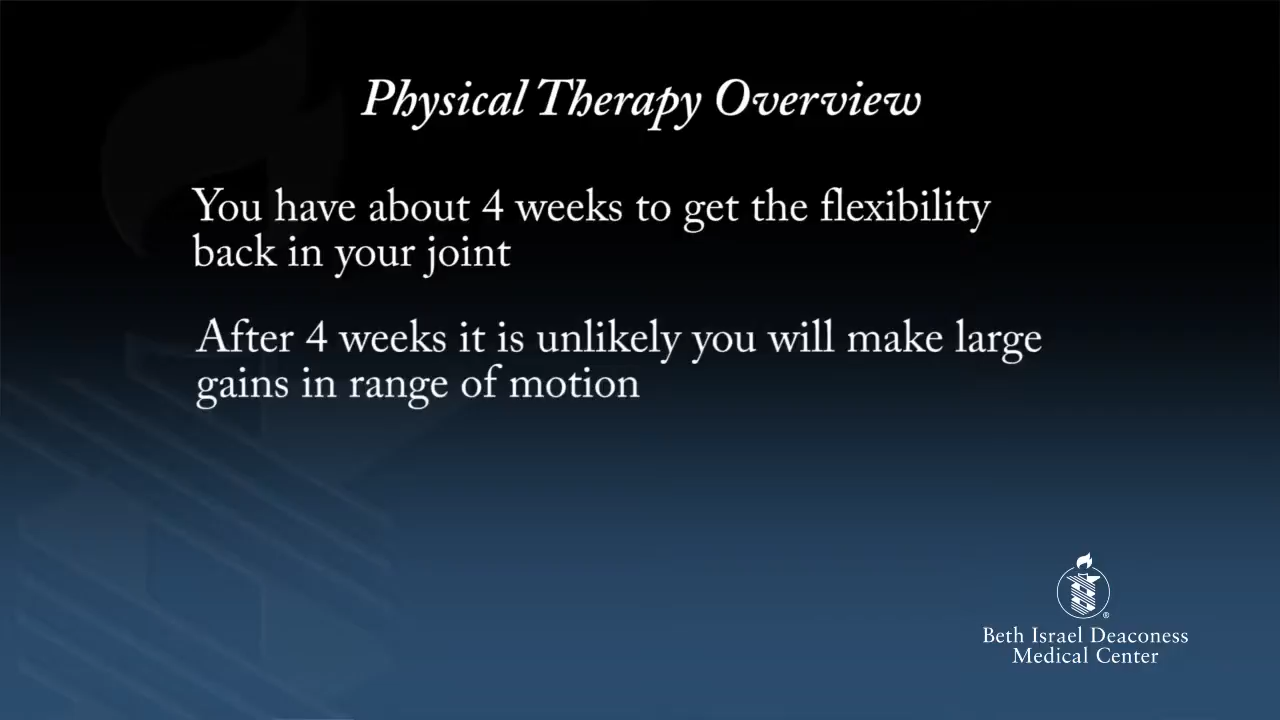 Physical Therapy Overview
You have about 4 weeks to get the flexibility
back in your joint
After 4 weeks it is unlikely you will make large
gains in range of motion
®
Beth Israel Deaconess
Medical Center